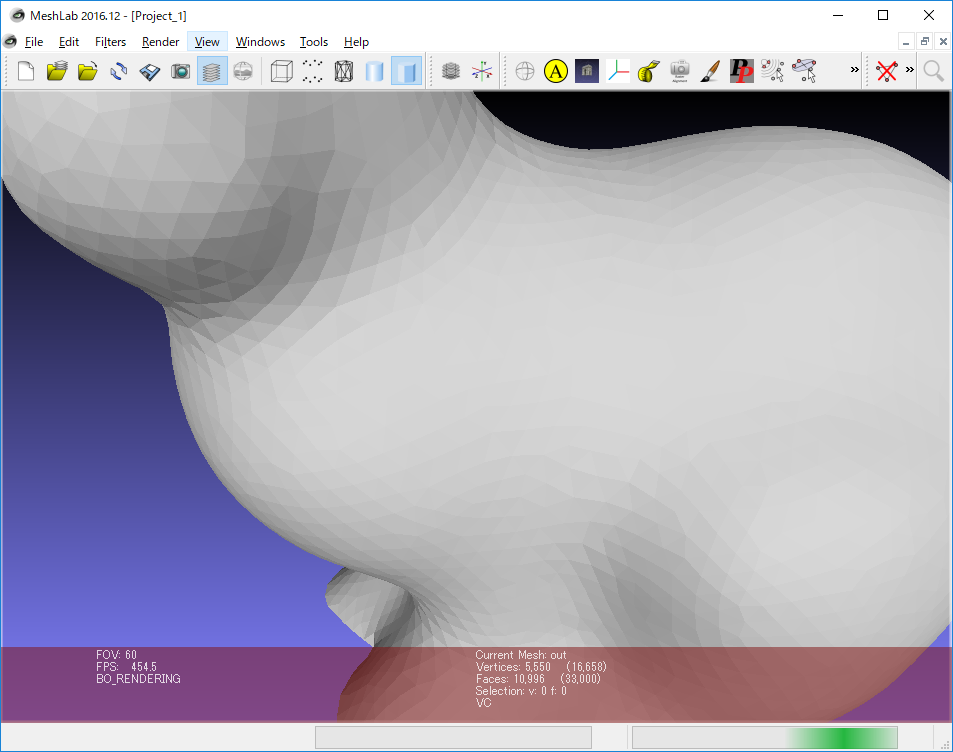 MeshLab 2016.12 - [Project_1]
File Edit Filters Render View Windows Tools Help
A PP » »
FOV: 60
FPS: 454.5
BO_RENDERING
Current Mesh: out
Vertices: 5,550 (16,658)
Faces: 10,996 (33,000)
Selection: v: 0 f: 0
VC